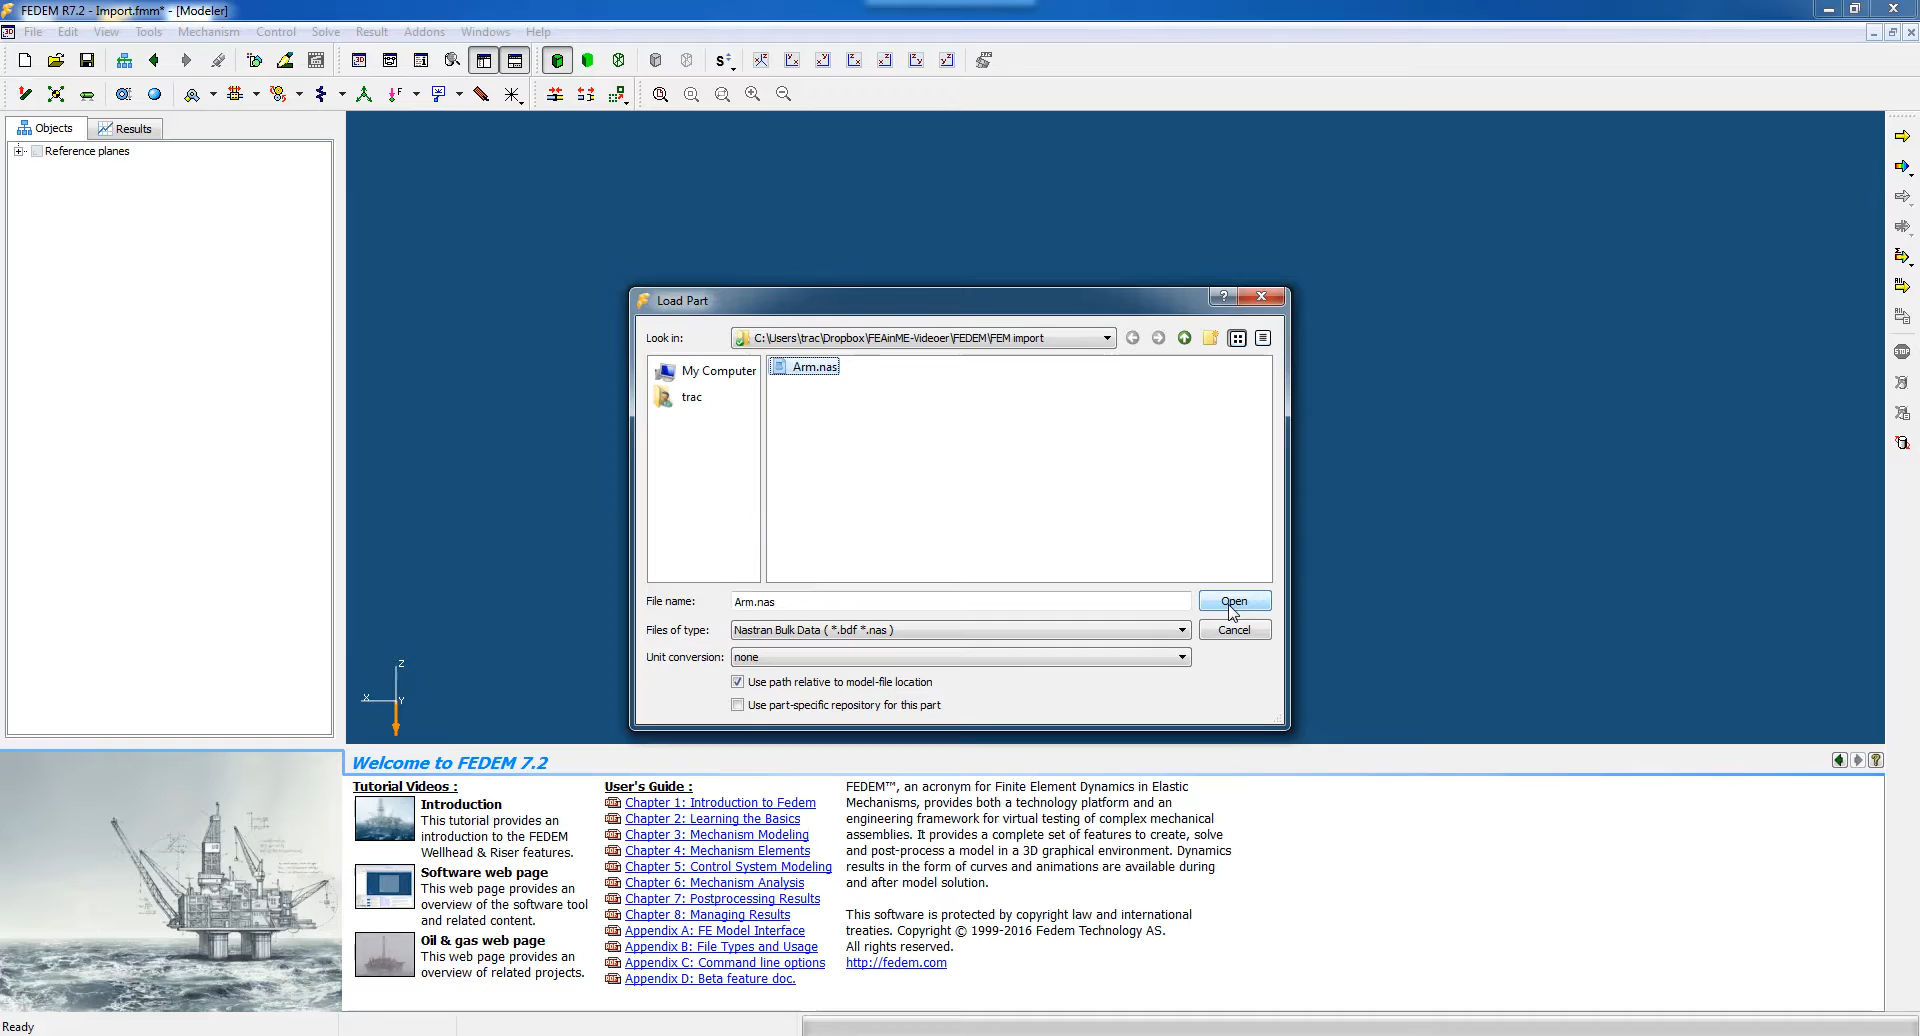 FEDEM R7.2 - Import.fmm* - [Modeler]
File Edit View Tools Mechanism Control Solve Result Addons Windows Help
Objects
Results
Reference planes
Z
X
Y
Load Part
Look in:
C:\Users\trac\Dropbox\FEAinME-Videoer\FEDEM\FEM import
My Computer
trac
Arm.nas
File name:
Arm.nas
Open
Files of type:
Nastran Bulk Data ( *.bdf *.nas )
Cancel
Unit conversion:
none
Use path relative to model-file location
Use part-specific repository for this part
Welcome to FEDEM 7.2
Tutorial Videos :
Introduction
This tutorial provides an
introduction to the FEDEM
Wellhead & Riser features.
Software web page
This web page provides an
overview of the software tool
and related content.
Oil & gas web page
This web page provides an
overview of related projects.
User's Guide :
Chapter 1: Introduction to Fedem
Chapter 2: Learning the Basics
Chapter 3: Mechanism Modeling
Chapter 4: Mechanism Elements
Chapter 5: Control System Modeling
Chapter 6: Mechanism Analysis
Chapter 7: Postprocessing Results
Chapter 8: Managing Results
Appendix A: FE Model Interface
Appendix B: File Types and Usage
Appendix C: Command line options
Appendix D: Beta feature doc.
FEDEM™, an acronym for Finite Element Dynamics in Elastic
Mechanisms, provides both a technology platform and an
engineering framework for virtual testing of complex mechanical
assemblies. It provides a complete set of features to create, solve
and post-process a model in a 3D graphical environment. Dynamics
results in the form of curves and animations are available during
and after model solution.
This software is protected by copyright law and international
treaties. Copyright © 1999-2016 Fedem Technology AS.
All rights reserved.
http://fedem.com
Ready